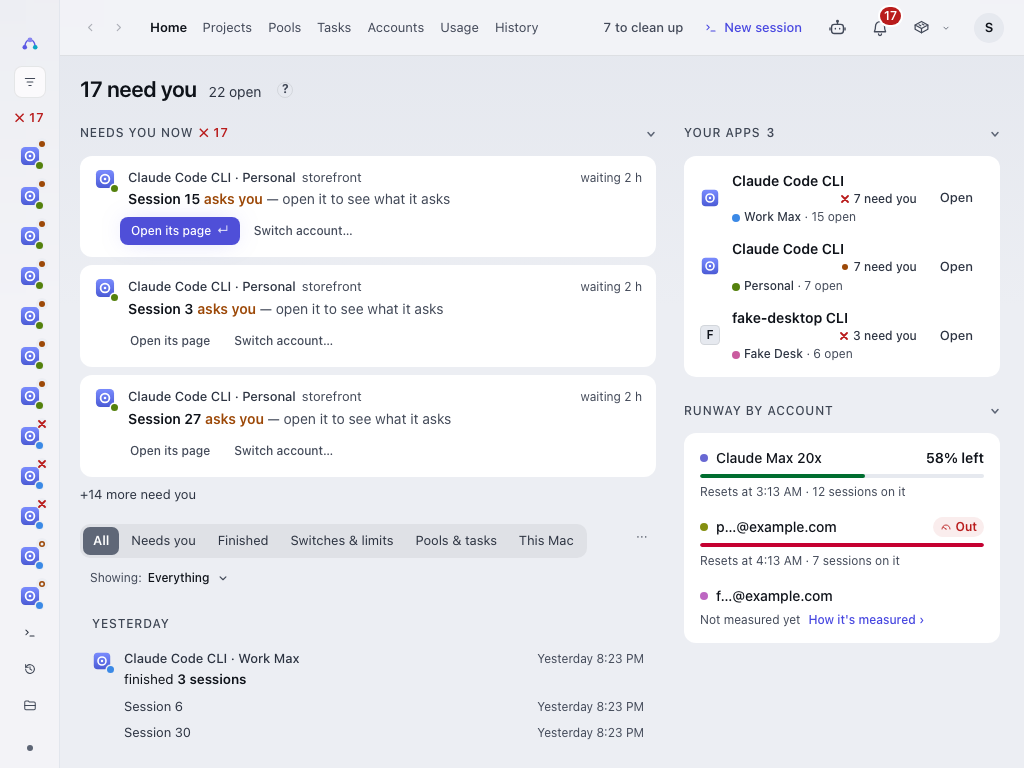 Home Projects Pools Tasks Accounts Usage History 7 to clean up New session 17 S
17
17 need you 22 open ?
NEEDS YOU NOW 17
Claude Code CLI · Personal storefront waiting 2 h
Session 15 asks you — open it to see what it asks
Open its page Switch account...
Claude Code CLI · Personal storefront waiting 2 h
Session 3 asks you — open it to see what it asks
Open its page Switch account...
Claude Code CLI · Personal storefront waiting 2 h
Session 27 asks you — open it to see what it asks
Open its page Switch account...
+14 more need you
All Needs you Finished Switches & limits Pools & tasks This Mac ...
Showing: Everything
YESTERDAY
Claude Code CLI · Work Max Yesterday 8:23 PM
finished 3 sessions
Session 6 Yesterday 8:23 PM
Session 30 Yesterday 8:23 PM
YOUR APPS 3
Claude Code CLI
7 need you Open
Work Max · 15 open
Claude Code CLI
7 need you Open
Personal · 7 open
F fake-desktop CLI
3 need you Open
Fake Desk · 6 open
RUNWAY BY ACCOUNT
Claude Max 20x 58% left
Resets at 3:13 AM · 12 sessions on it
p...@example.com Out
Resets at 4:13 AM · 7 sessions on it
f...@example.com
Not measured yet How it's measured ›